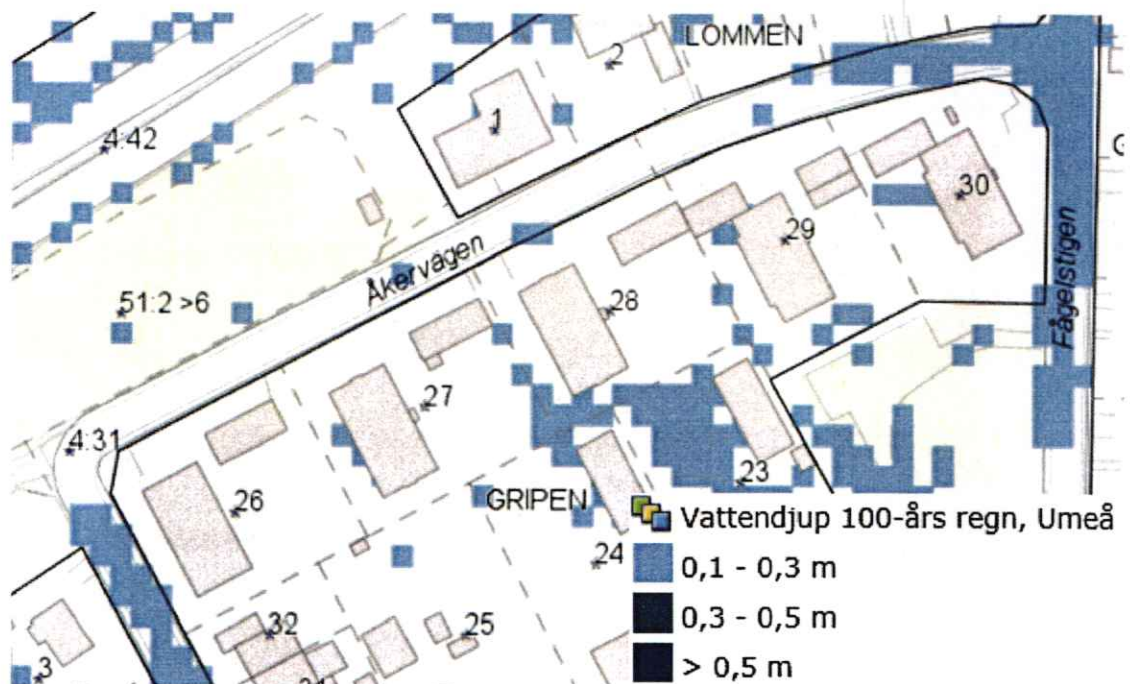 LOMMEN
2
1
4:42
G
30
29
Åkervägen
Fågelstigen
51:2 >6
28
27
4:31
23
26
GRIPEN
Vattendjup 100-års regn, Umeå
24
0,1 - 0,3 m
0,3 - 0,5 m
32
25
3
> 0,5 m